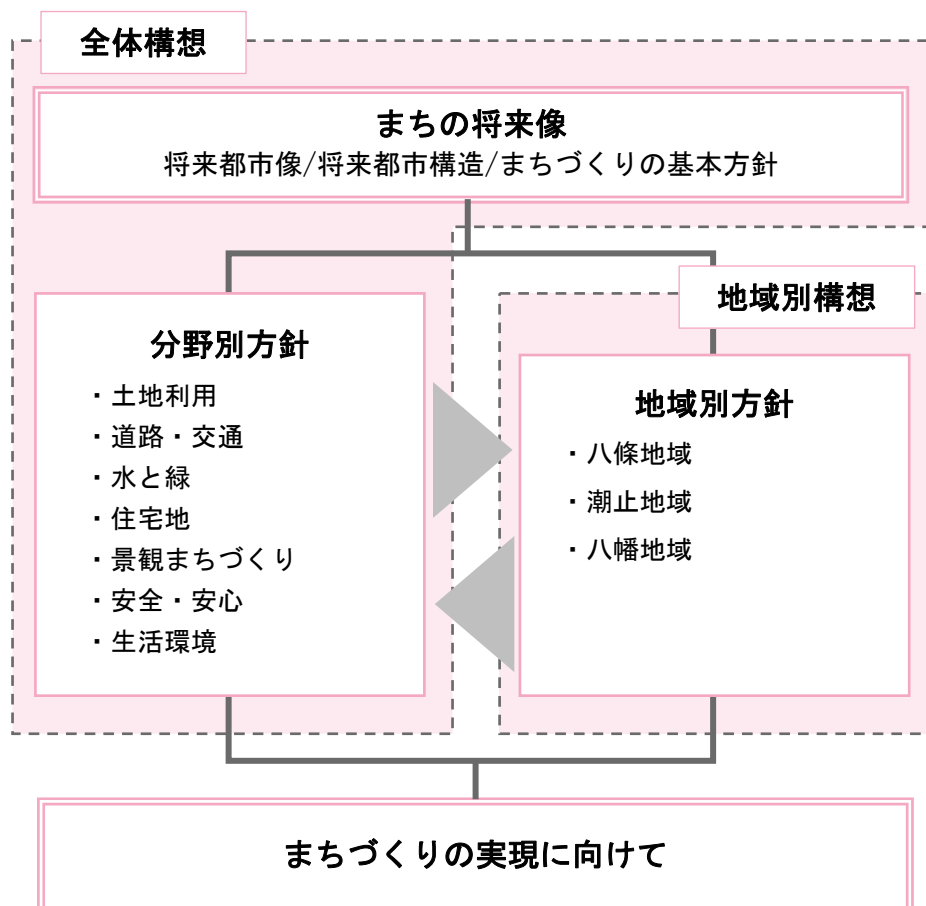 全体構想
まちの将来像
将来都市像/将来都市構造/まちづくりの基本方針
分野別方針
・土地利用
・道路・交通
・水と緑
・住宅地
・景観まちづくり
・安全・安心
・生活環境
地域別構想
地域別方針
・八條地域
・潮止地域
・八幡地域
まちづくりの実現に向けて